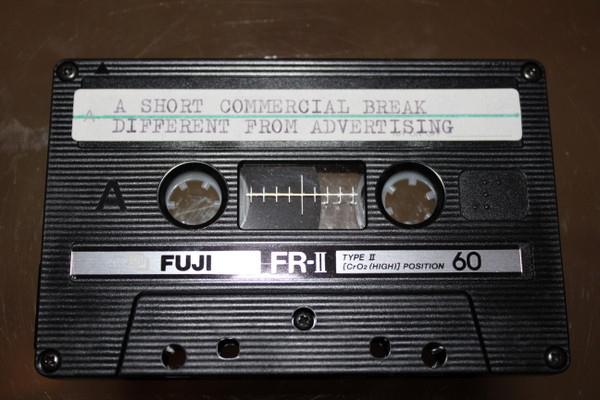 A SHORT COMMERCIAL BREAK
A DIFFERENT FROM ADVERTISING
A
FUJI FR-II TYPE II
[CrO₂ (HIGH)] POSITION 60